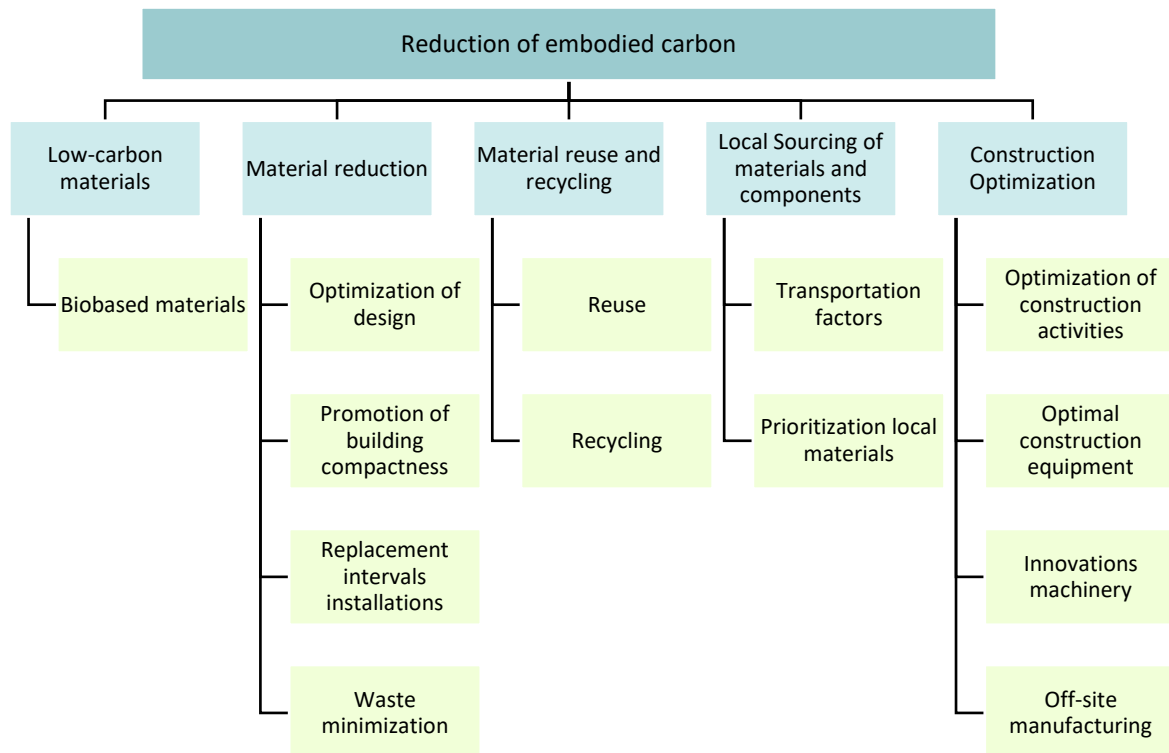 Reduction of embodied carbon
Low-carbon
materials
Material reduction
Material reuse and
recycling
Local Sourcing of
materials and
components
Construction
Optimization
Biobased materials
Optimization of
design
Promotion of
building
compactness
Replacement
intervals
installations
Waste
minimization
Reuse
Recycling
Transportation
factors
Prioritization local
materials
Optimization of
construction
activities
Optimal
construction
equipment
Innovations
machinery
Off-site
manufacturing